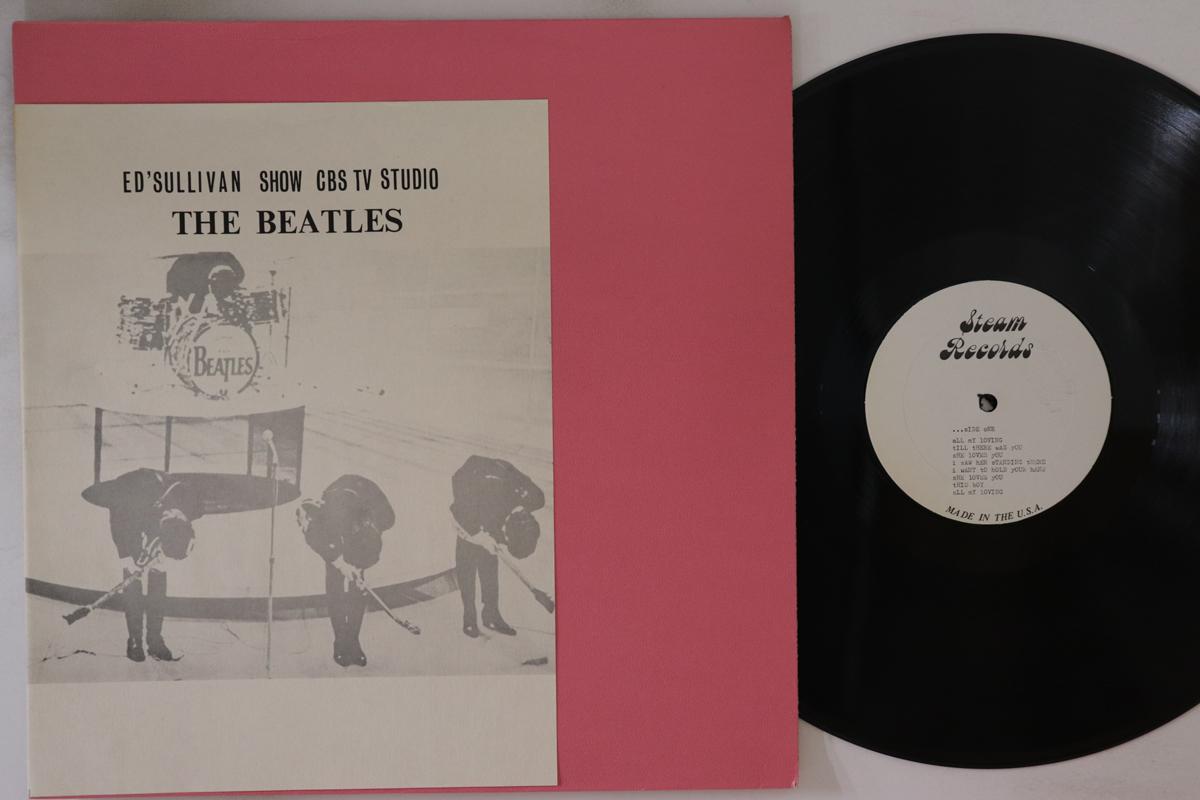 ED'SULLIVAN SHOW CBS TV STUDIO
THE BEATLES
BEATLES
Steam
Records
...sIDE oNE
aLL mY lOVING
tILL tHERE wAS yOU
sHE lOVES yOU
i sAW hER sTANDING tHERE
i wANT tO hOLD yOUR hAND
sHE lOVES yOU
tHIS bOY
aLL mY lOVING
MADE IN THE U.S.A.